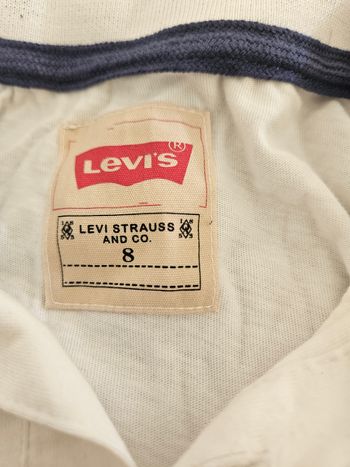 Levi's®
LEVI STRAUSS
AND CO.
8